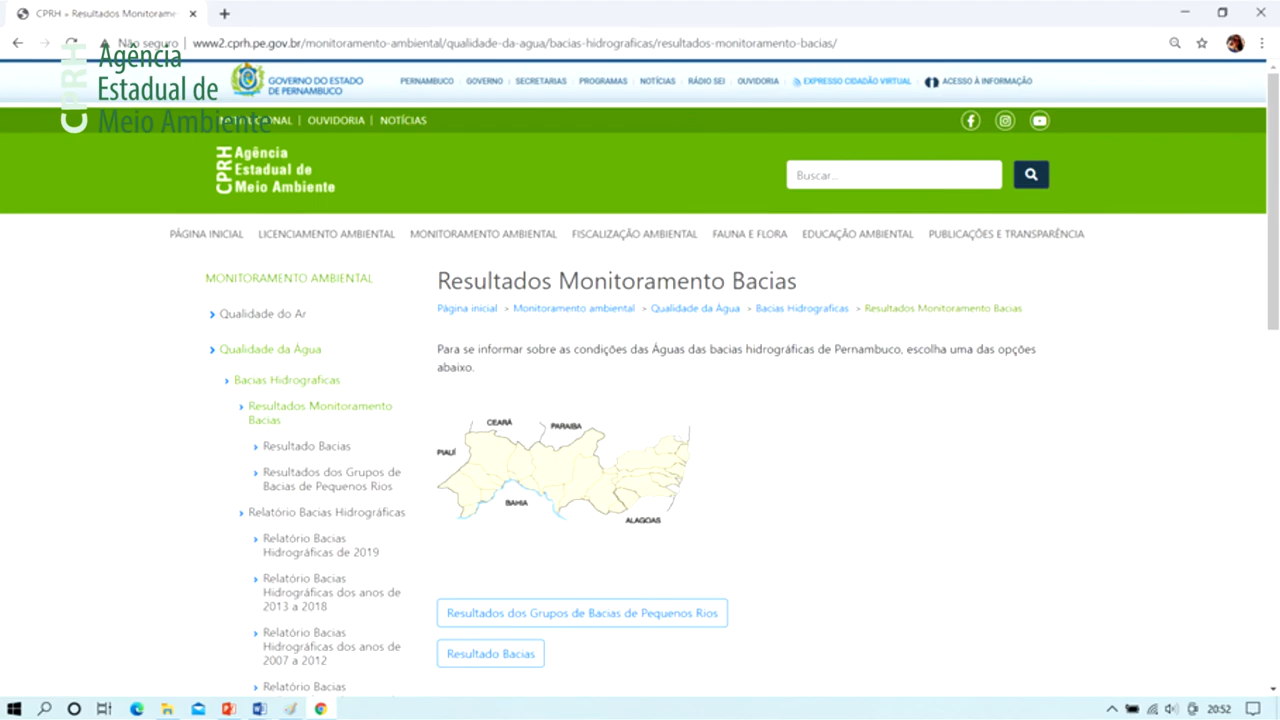 CPRH » Resultados Monitorame
Não seguro
www2.cprh.pe.gov.br/monitoramento-ambiental/qualidade-da-agua/bacias-hidrograficas/resultados-monitoramento-bacias/
CPRH
Agência
Estadual de
Meio Ambiente
GOVERNO DO ESTADO
DE PERNAMBUCO
PERNAMBUCO
GOVERNO
SECRETARIAS
PROGRAMAS
NOTÍCIAS
RÁDIO SEI
OUVIDORIA
EXPRESSO CIDADÃO VIRTUAL
ACESSO À INFORMAÇÃO
| OUVIDORIA | NOTÍCIAS
CPRH
Agência
Estadual de
Meio Ambiente
Buscar...
PÁGINA INICIAL
LICENCIAMENTO AMBIENTAL
MONITORAMENTO AMBIENTAL
FISCALIZAÇÃO AMBIENTAL
FAUNA E FLORA
EDUCAÇÃO AMBIENTAL
PUBLICAÇÕES E TRANSPARÊNCIA
MONITORAMENTO AMBIENTAL
Qualidade do Ar
Qualidade da Água
Bacias Hidrograficas
Resultados Monitoramento
Bacias
Resultado Bacias
Resultados dos Grupos de
Bacias de Pequenos Rios
Relatório Bacias Hidrográficas
Relatório Bacias
Hidrográficas de 2019
Relatório Bacias
Hidrográficas dos anos de
2013 a 2018
Relatório Bacias
Hidrográficas dos anos de
2007 a 2012
Relatório Bacias
Resultados Monitoramento Bacias
Página inicial > Monitoramento ambiental > Qualidade da Água > Bacias Hidrograficas > Resultados Monitoramento Bacias
Para se informar sobre as condições das Águas das bacias hidrográficas de Pernambuco, escolha uma das opções
abaixo.
CEARÁ
PARAIBA
PIAUÍ
BAHIA
ALAGOAS
Resultados dos Grupos de Bacias de Pequenos Rios
Resultado Bacias
20:52